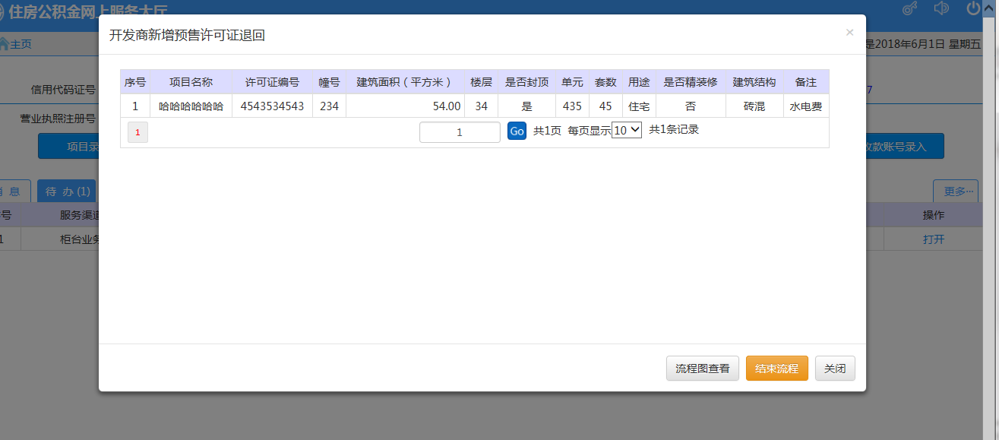 住房公积金网上服务大厅
主页
是2018年6月1日 星期五
信用代码证号
7
营业执照注册号
项目录
收款账号录入
息
待 办 (1)
更多···
号
服务渠道
操作
1
柜台业务
打开
开发商新增预售许可证退回
×
序号 项目名称 许可证编号 幢号 建筑面积（平方米） 楼层 是否封顶 单元 套数 用途 是否精装修 建筑结构 备注
1 哈哈哈哈哈哈 4543534543 234 54.00 34 是 435 45 住宅 否 砖混 水电费
1 1 Go 共1页 每页显示 10 共1条记录
流程图查看 结束流程 关闭